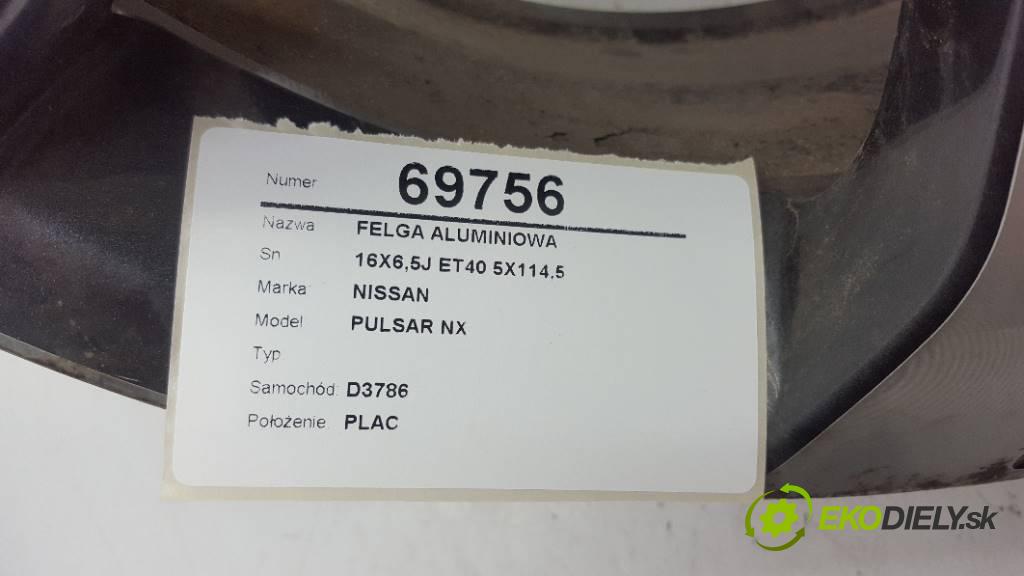 Numer 69756
Nazwa FELGA ALUMINIOWA
Sn 16X6,5J ET40 5X114.5
Marka NISSAN
Model PULSAR NX
Typ
Samochód: D3786
Położenie PLAC
EKODIELY.sk